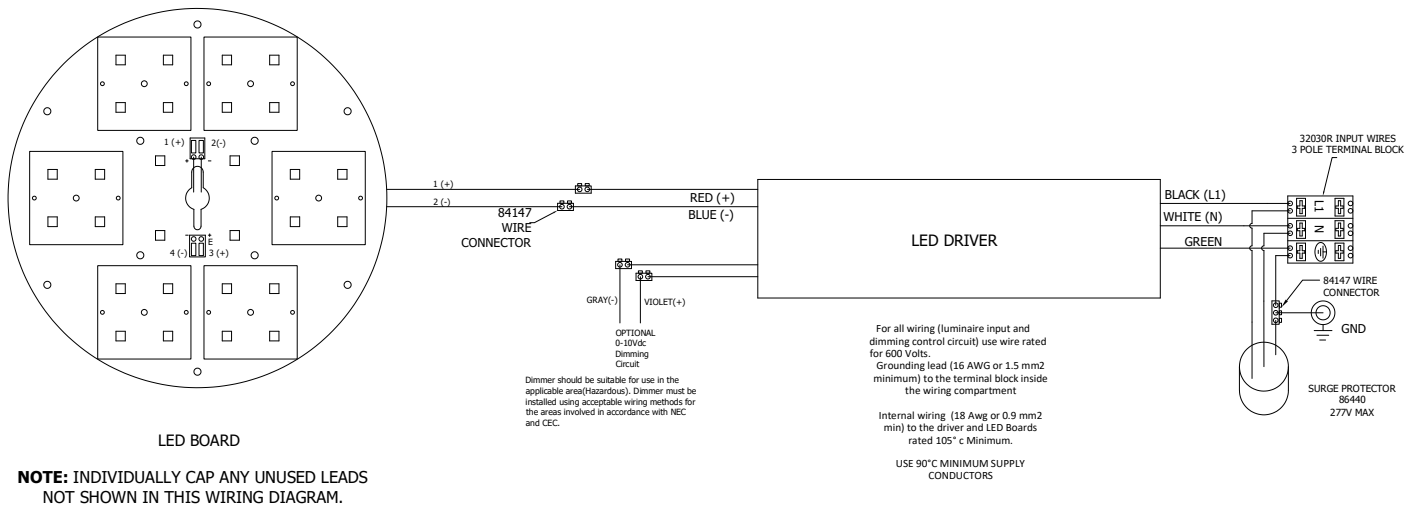 1 (+)
2(-)
+
-
-
+
E
4 (-)
3 (+)
LED BOARD
NOTE: INDIVIDUALLY CAP ANY UNUSED LEADS
NOT SHOWN IN THIS WIRING DIAGRAM.
1 (+)
2 (-)
84147
WIRE
CONNECTOR
RED (+)
BLUE (-)
GRAY(-)
VIOLET(+)
OPTIONAL
0-10Vdc
Dimming
Circuit
Dimmer should be suitable for use in the
applicable area(Hazardous). Dimmer must be
installed using acceptable wiring methods for
the areas involved in accordance with NEC
and CEC.
LED DRIVER
For all wiring (luminaire input and
dimming control circuit) use wire rated
for 600 Volts.
Grounding lead (16 AWG or 1.5 mm2
minimum) to the terminal block inside
the wiring compartment
Internal wiring (18 Awg or 0.9 mm2
min) to the driver and LED Boards
rated 105° c Minimum.
USE 90°C MINIMUM SUPPLY
CONDUCTORS
BLACK (L1)
WHITE (N)
GREEN
32030R INPUT WIRES
3 POLE TERMINAL BLOCK
L1
N
84147 WIRE
CONNECTOR
GND
SURGE PROTECTOR
86440
277V MAX